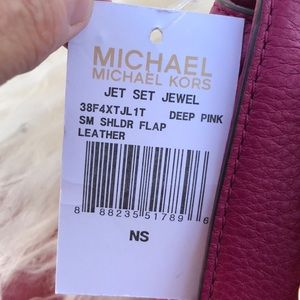 MICHAEL
MICHAEL KORS
JET SET JEWEL
38F4XTJL1T DEEP PINK
SM SHLDR FLAP
LEATHER
8 88235 51789 6
NS